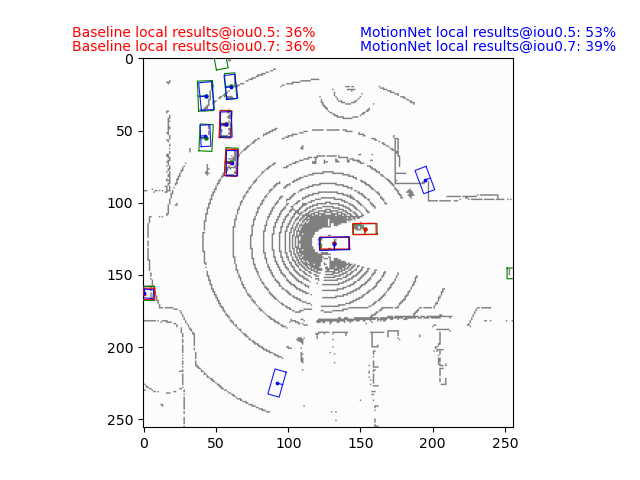 Baseline local results@iou0.5: 36% MotionNet local results@iou0.5: 53%
Baseline local results@iou0.7: 36% MotionNet local results@iou0.7: 39%
0
50
100
150
200
250
0 50 100 150 200 250